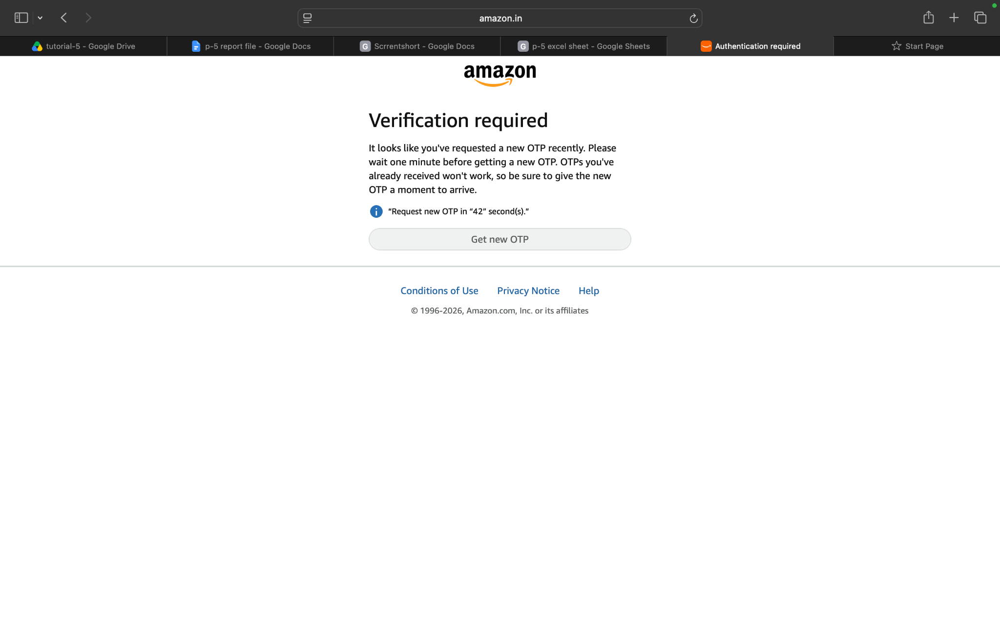 amazon.in
tutorial-5 - Google Drive
p-5 report file - Google Docs
G Scrrentshort - Google Docs
G p-5 excel sheet - Google Sheets
Authentication required
Start Page
amazon
Verification required
It looks like you've requested a new OTP recently. Please
wait one minute before getting a new OTP. OTPs you've
already received won't work, so be sure to give the new
OTP a moment to arrive.
“Request new OTP in “42” second(s).”
Get new OTP
Conditions of Use Privacy Notice Help
© 1996-2026, Amazon.com, Inc. or its affiliates